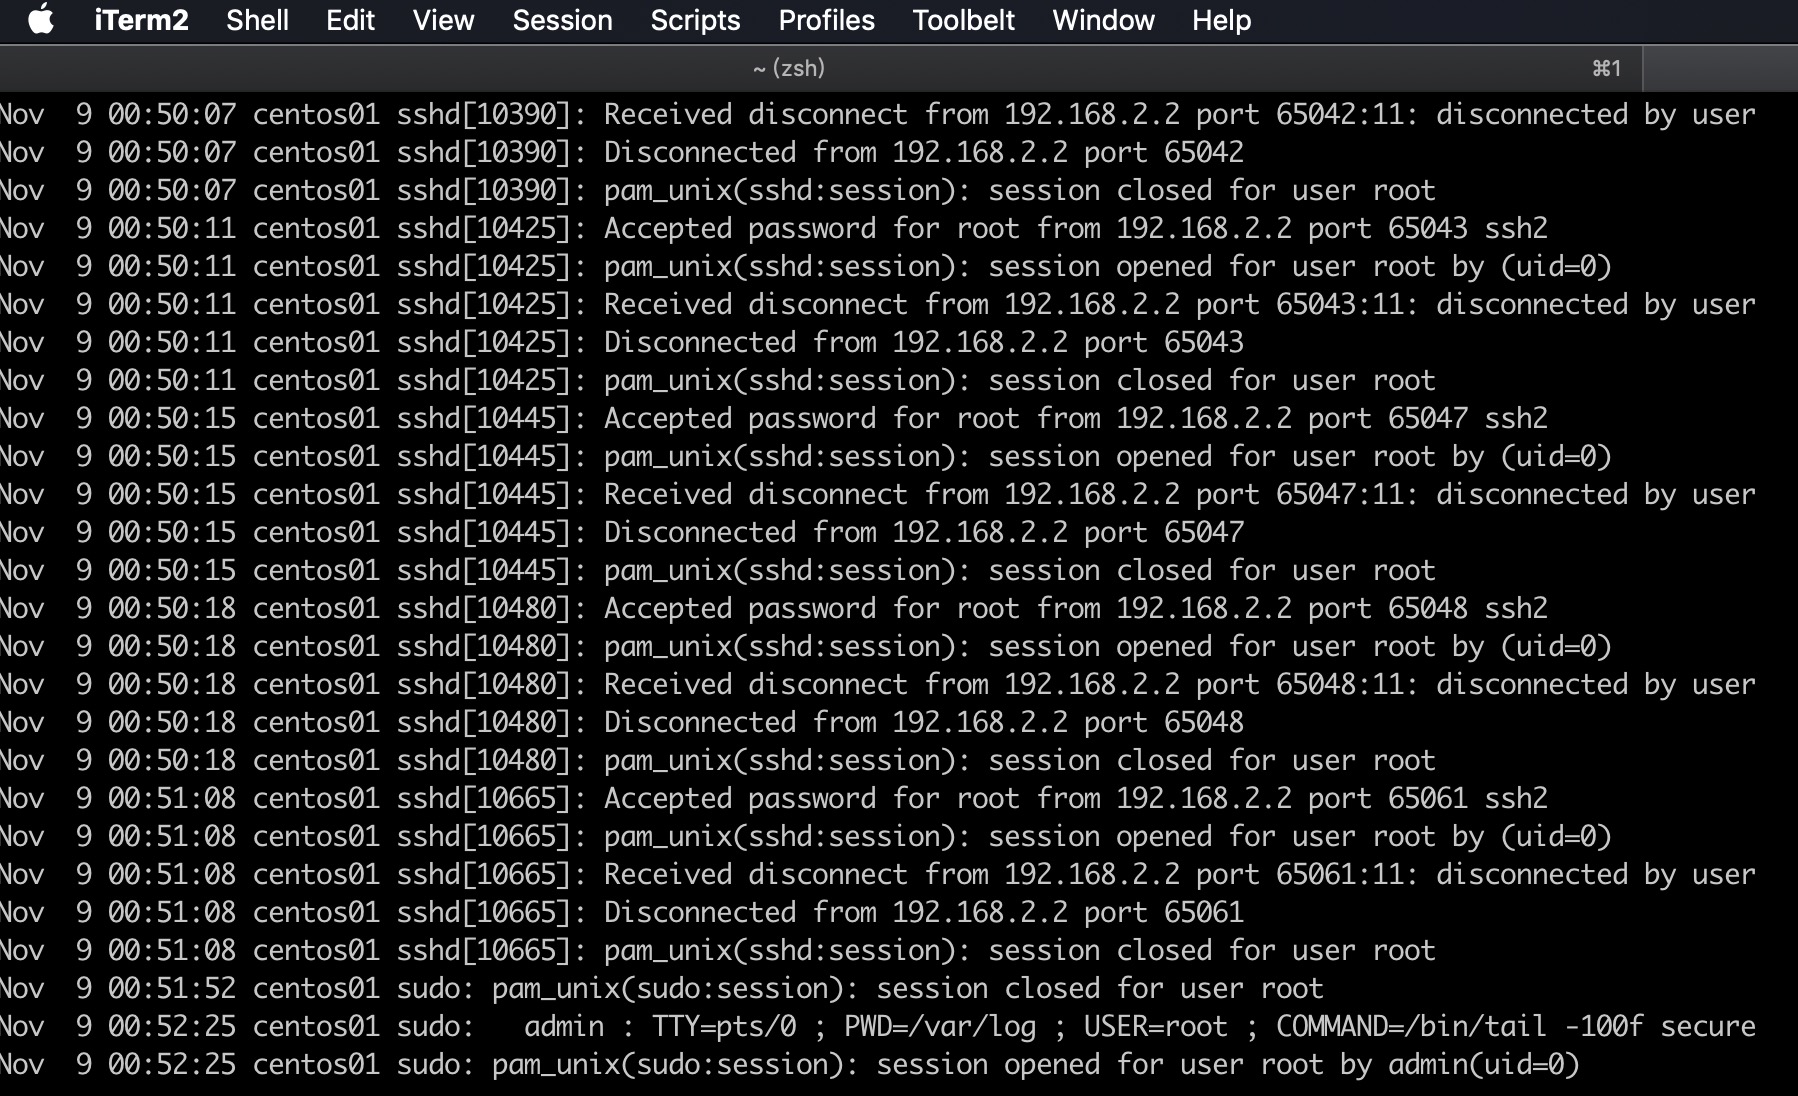 iTerm2 Shell Edit View Session Scripts Profiles Toolbelt Window Help
~ (zsh) ⌘1
Nov  9 00:50:07 centos01 sshd[10390]: Received disconnect from 192.168.2.2 port 65042:11: disconnected by user
Nov  9 00:50:07 centos01 sshd[10390]: Disconnected from 192.168.2.2 port 65042
Nov  9 00:50:07 centos01 sshd[10390]: pam_unix(sshd:session): session closed for user root
Nov  9 00:50:11 centos01 sshd[10425]: Accepted password for root from 192.168.2.2 port 65043 ssh2
Nov  9 00:50:11 centos01 sshd[10425]: pam_unix(sshd:session): session opened for user root by (uid=0)
Nov  9 00:50:11 centos01 sshd[10425]: Received disconnect from 192.168.2.2 port 65043:11: disconnected by user
Nov  9 00:50:11 centos01 sshd[10425]: Disconnected from 192.168.2.2 port 65043
Nov  9 00:50:11 centos01 sshd[10425]: pam_unix(sshd:session): session closed for user root
Nov  9 00:50:15 centos01 sshd[10445]: Accepted password for root from 192.168.2.2 port 65047 ssh2
Nov  9 00:50:15 centos01 sshd[10445]: pam_unix(sshd:session): session opened for user root by (uid=0)
Nov  9 00:50:15 centos01 sshd[10445]: Received disconnect from 192.168.2.2 port 65047:11: disconnected by user
Nov  9 00:50:15 centos01 sshd[10445]: Disconnected from 192.168.2.2 port 65047
Nov  9 00:50:15 centos01 sshd[10445]: pam_unix(sshd:session): session closed for user root
Nov  9 00:50:18 centos01 sshd[10480]: Accepted password for root from 192.168.2.2 port 65048 ssh2
Nov  9 00:50:18 centos01 sshd[10480]: pam_unix(sshd:session): session opened for user root by (uid=0)
Nov  9 00:50:18 centos01 sshd[10480]: Received disconnect from 192.168.2.2 port 65048:11: disconnected by user
Nov  9 00:50:18 centos01 sshd[10480]: Disconnected from 192.168.2.2 port 65048
Nov  9 00:50:18 centos01 sshd[10480]: pam_unix(sshd:session): session closed for user root
Nov  9 00:51:08 centos01 sshd[10665]: Accepted password for root from 192.168.2.2 port 65061 ssh2
Nov  9 00:51:08 centos01 sshd[10665]: pam_unix(sshd:session): session opened for user root by (uid=0)
Nov  9 00:51:08 centos01 sshd[10665]: Received disconnect from 192.168.2.2 port 65061:11: disconnected by user
Nov  9 00:51:08 centos01 sshd[10665]: Disconnected from 192.168.2.2 port 65061
Nov  9 00:51:08 centos01 sshd[10665]: pam_unix(sshd:session): session closed for user root
Nov  9 00:51:52 centos01 sudo: pam_unix(sudo:session): session closed for user root
Nov  9 00:52:25 centos01 sudo:   admin : TTY=pts/0 ; PWD=/var/log ; USER=root ; COMMAND=/bin/tail -100f secure
Nov  9 00:52:25 centos01 sudo: pam_unix(sudo:session): session opened for user root by admin(uid=0)